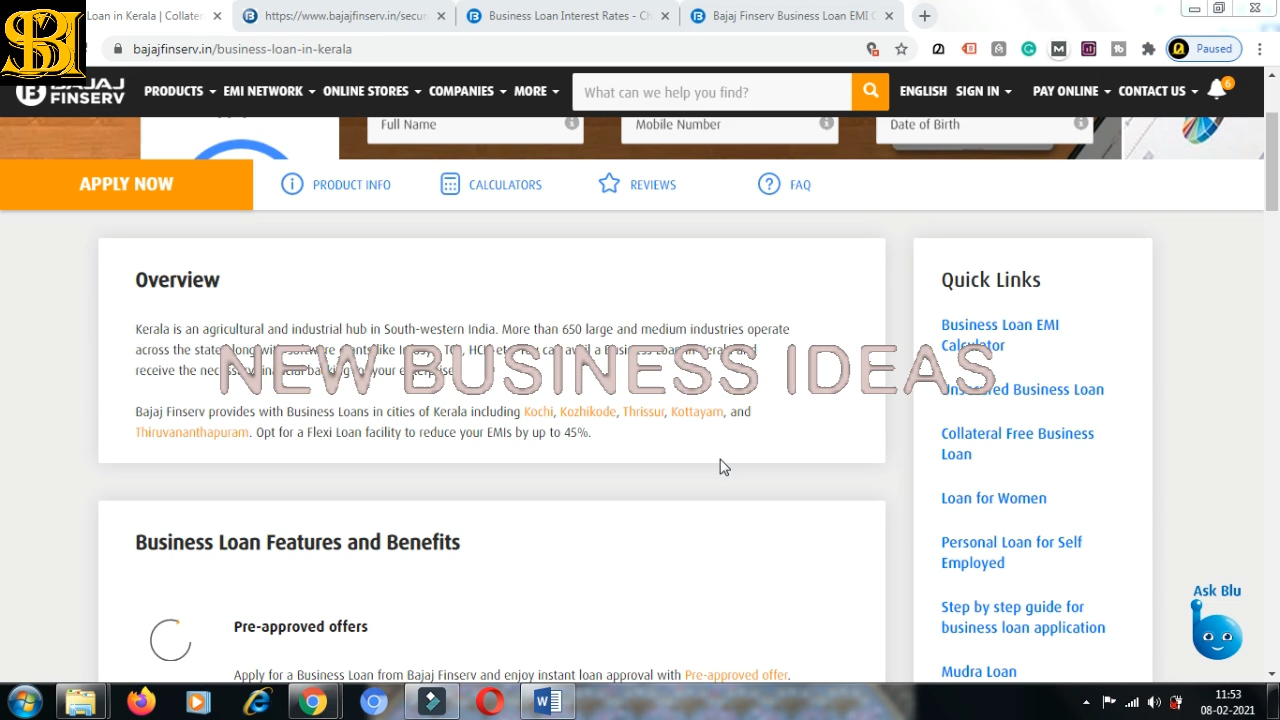 Loan in Kerala | Collater
https://www.bajajfinserv.in/secur
Business Loan Interest Rates - Ch
Bajaj Finserv Business Loan EMI C
SBI
bajajfinserv.in/business-loan-in-kerala
Paused
BAJAJ
FINSERV
PRODUCTS
EMI NETWORK
ONLINE STORES
COMPANIES
MORE
What can we help you find?
ENGLISH
SIGN IN
PAY ONLINE
CONTACT US
6
Full Name
Mobile Number
Date of Birth
APPLY NOW
PRODUCT INFO
CALCULATORS
REVIEWS
FAQ
Overview
Kerala is an agricultural and industrial hub in South-western India. More than 650 large and medium industries operate
across the state
receive the
NEW BUSINESS IDEAS
Bajaj Finserv provides with Business Loans in cities of Kerala including Kochi, Kozhikode, Thrissur, Kottayam, and
Thiruvananthapuram. Opt for a Flexi Loan facility to reduce your EMIs by up to 45%.
Business Loan Features and Benefits
Pre-approved offers
Apply for a Business Loan from Bajaj Finserv and enjoy instant loan approval with Pre-approved offer.
Quick Links
Business Loan EMI
Calculator
Unsecured Business Loan
Collateral Free Business
Loan
Loan for Women
Personal Loan for Self
Employed
Step by step guide for
business loan application
Mudra Loan
Ask Blu
11:53
08-02-2021